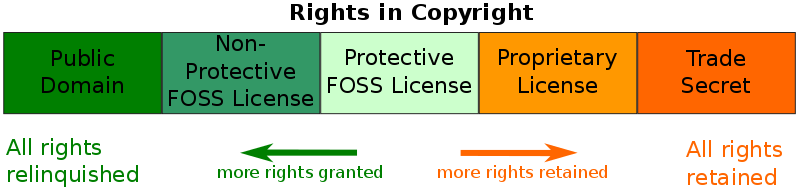 Rights in Copyright
Public
Domain
Non-
Protective
FOSS License
Protective
FOSS License
Proprietary
License
Trade
Secret
All rights
relinquished
more rights granted
more rights retained
All rights
retained